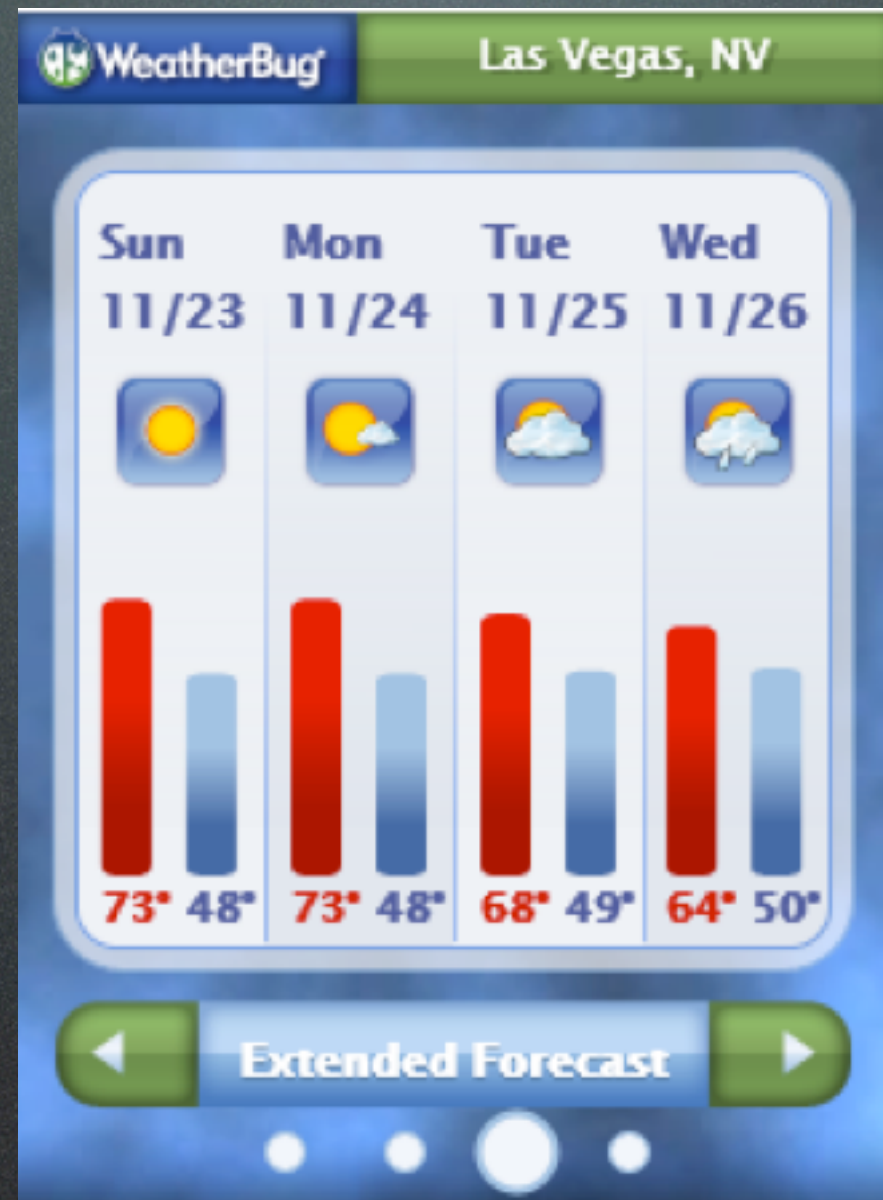 WeatherBug
Las Vegas, NV
Sun Mon Tue Wed
11/23 11/24 11/25 11/26
73° 48° 73° 48° 68° 49° 64° 50°
Extended Forecast